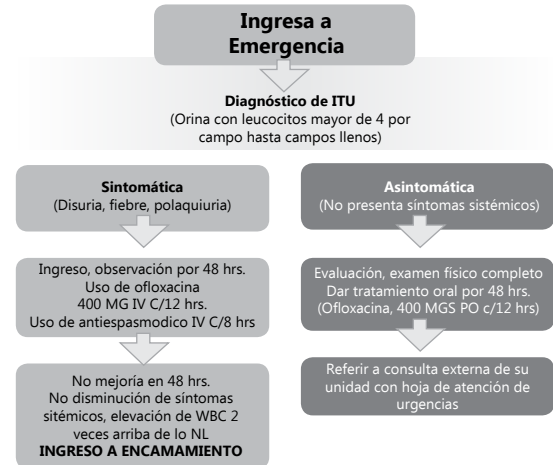 Ingresa a
Emergencia
Diagnóstico de ITU
(Orina con leucocitos mayor de 4 por
campo hasta campos llenos)
Sintomática
(Disuria, fiebre, polaquiuria)
Ingreso, observación por 48 hrs.
Uso de ofloxacina
400 MG IV C/12 hrs.
Uso de antiespasmodico IV C/8 hrs
No mejoría en 48 hrs.
No disminución de síntomas
sitémicos, elevación de WBC 2
veces arriba de lo NL
INGRESO A ENCAMAMIENTO
Asintomática
(No presenta síntomas sistémicos)
Evaluación, examen físico completo
Dar tratamiento oral por 48 hrs.
(Ofloxacina, 400 MGS PO c/12 hrs)
Referir a consulta externa de su
unidad con hoja de atención de
urgencias